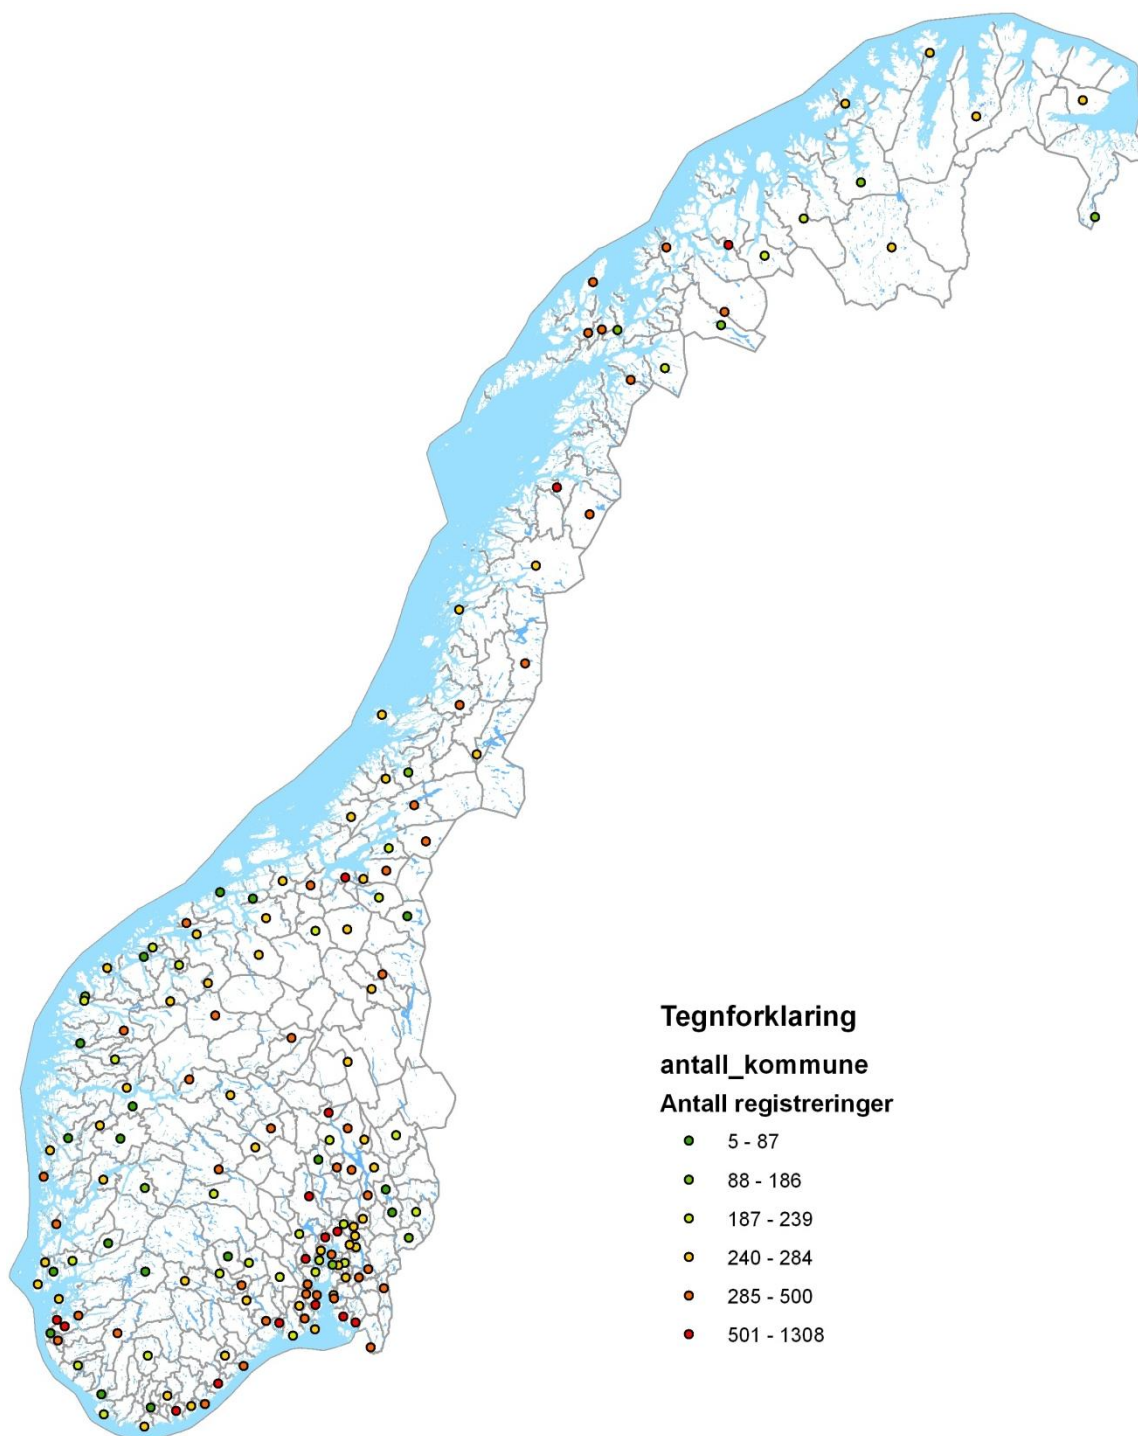 Tegnforklaring
antall_kommune
Antall registreringer
5 - 87
88 - 186
187 - 239
240 - 284
285 - 500
501 - 1308